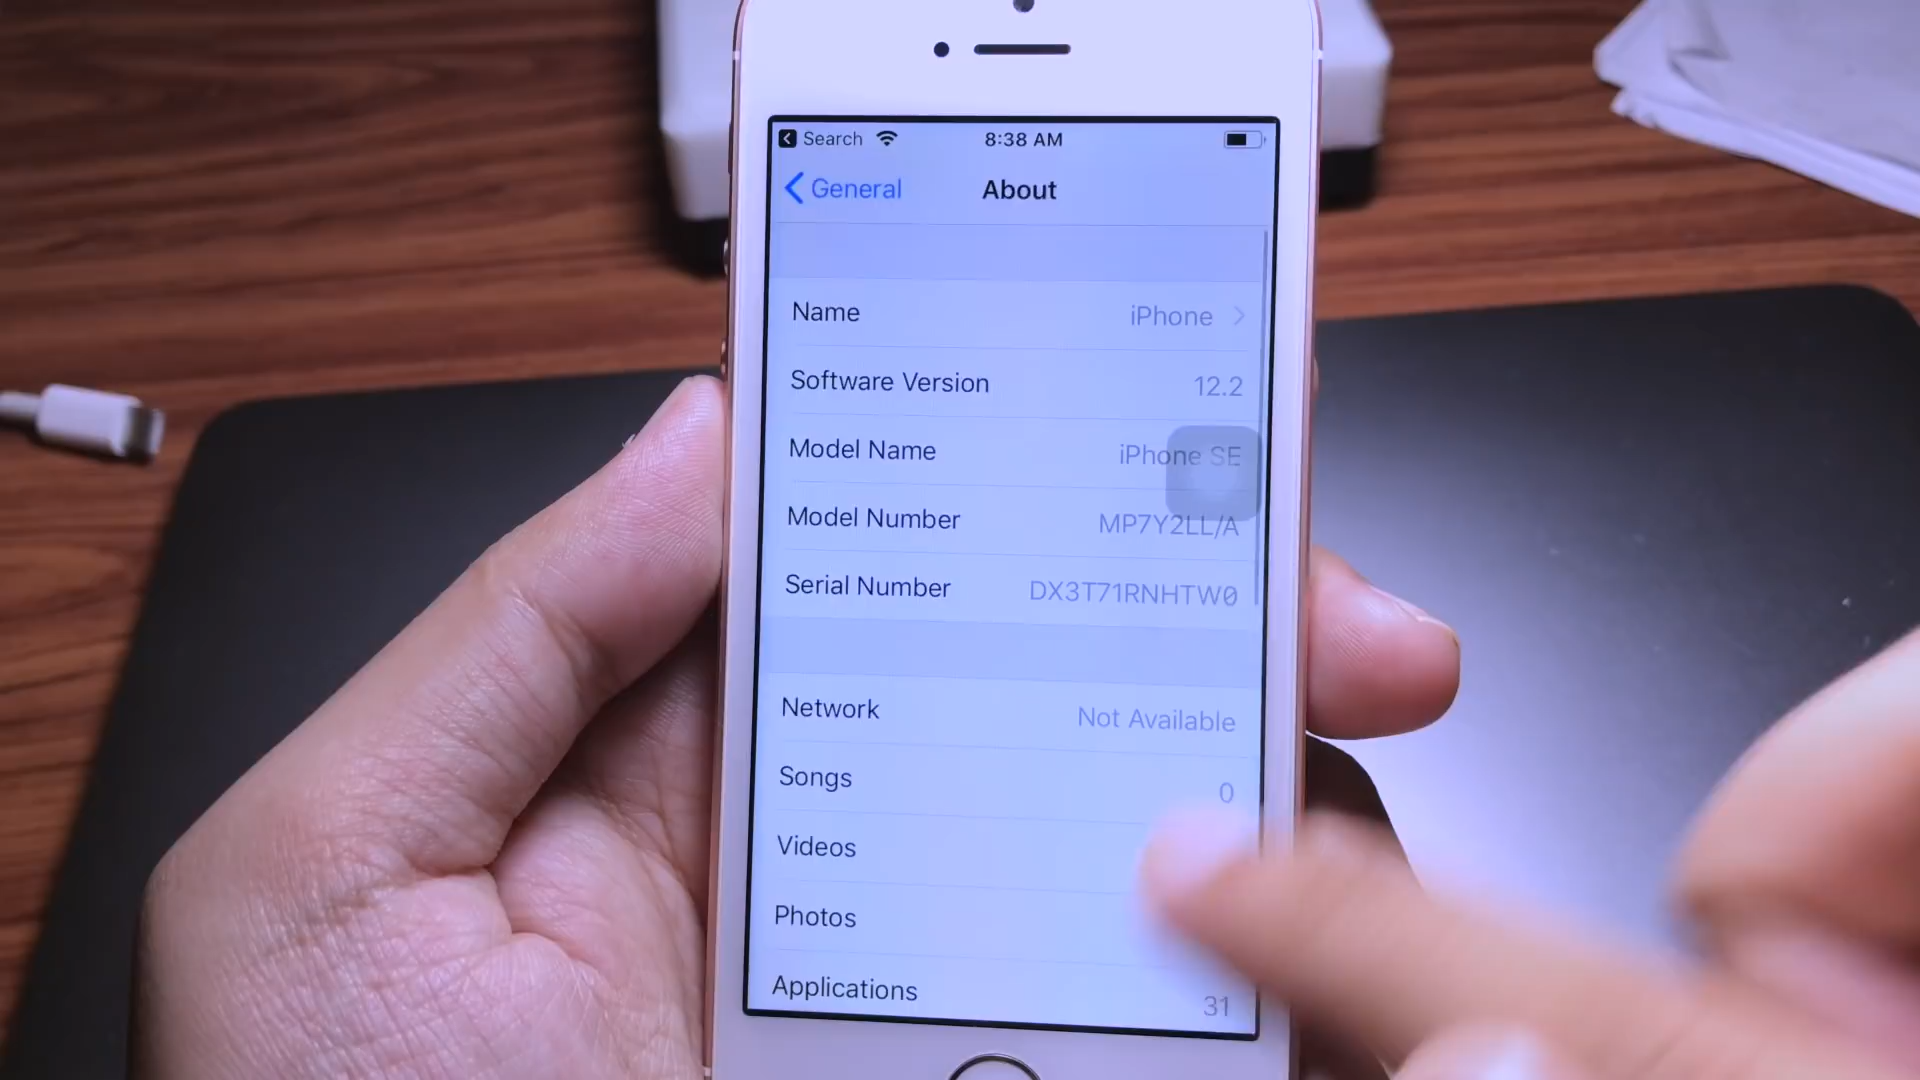 Search 8:38 AM
General About
Name iPhone
Software Version 12.2
Model Name iPhone SE
Model Number MP7Y2LL/A
Serial Number DX3T71RNHTW0
Network Not Available
Songs 0
Videos
Photos
Applications 31